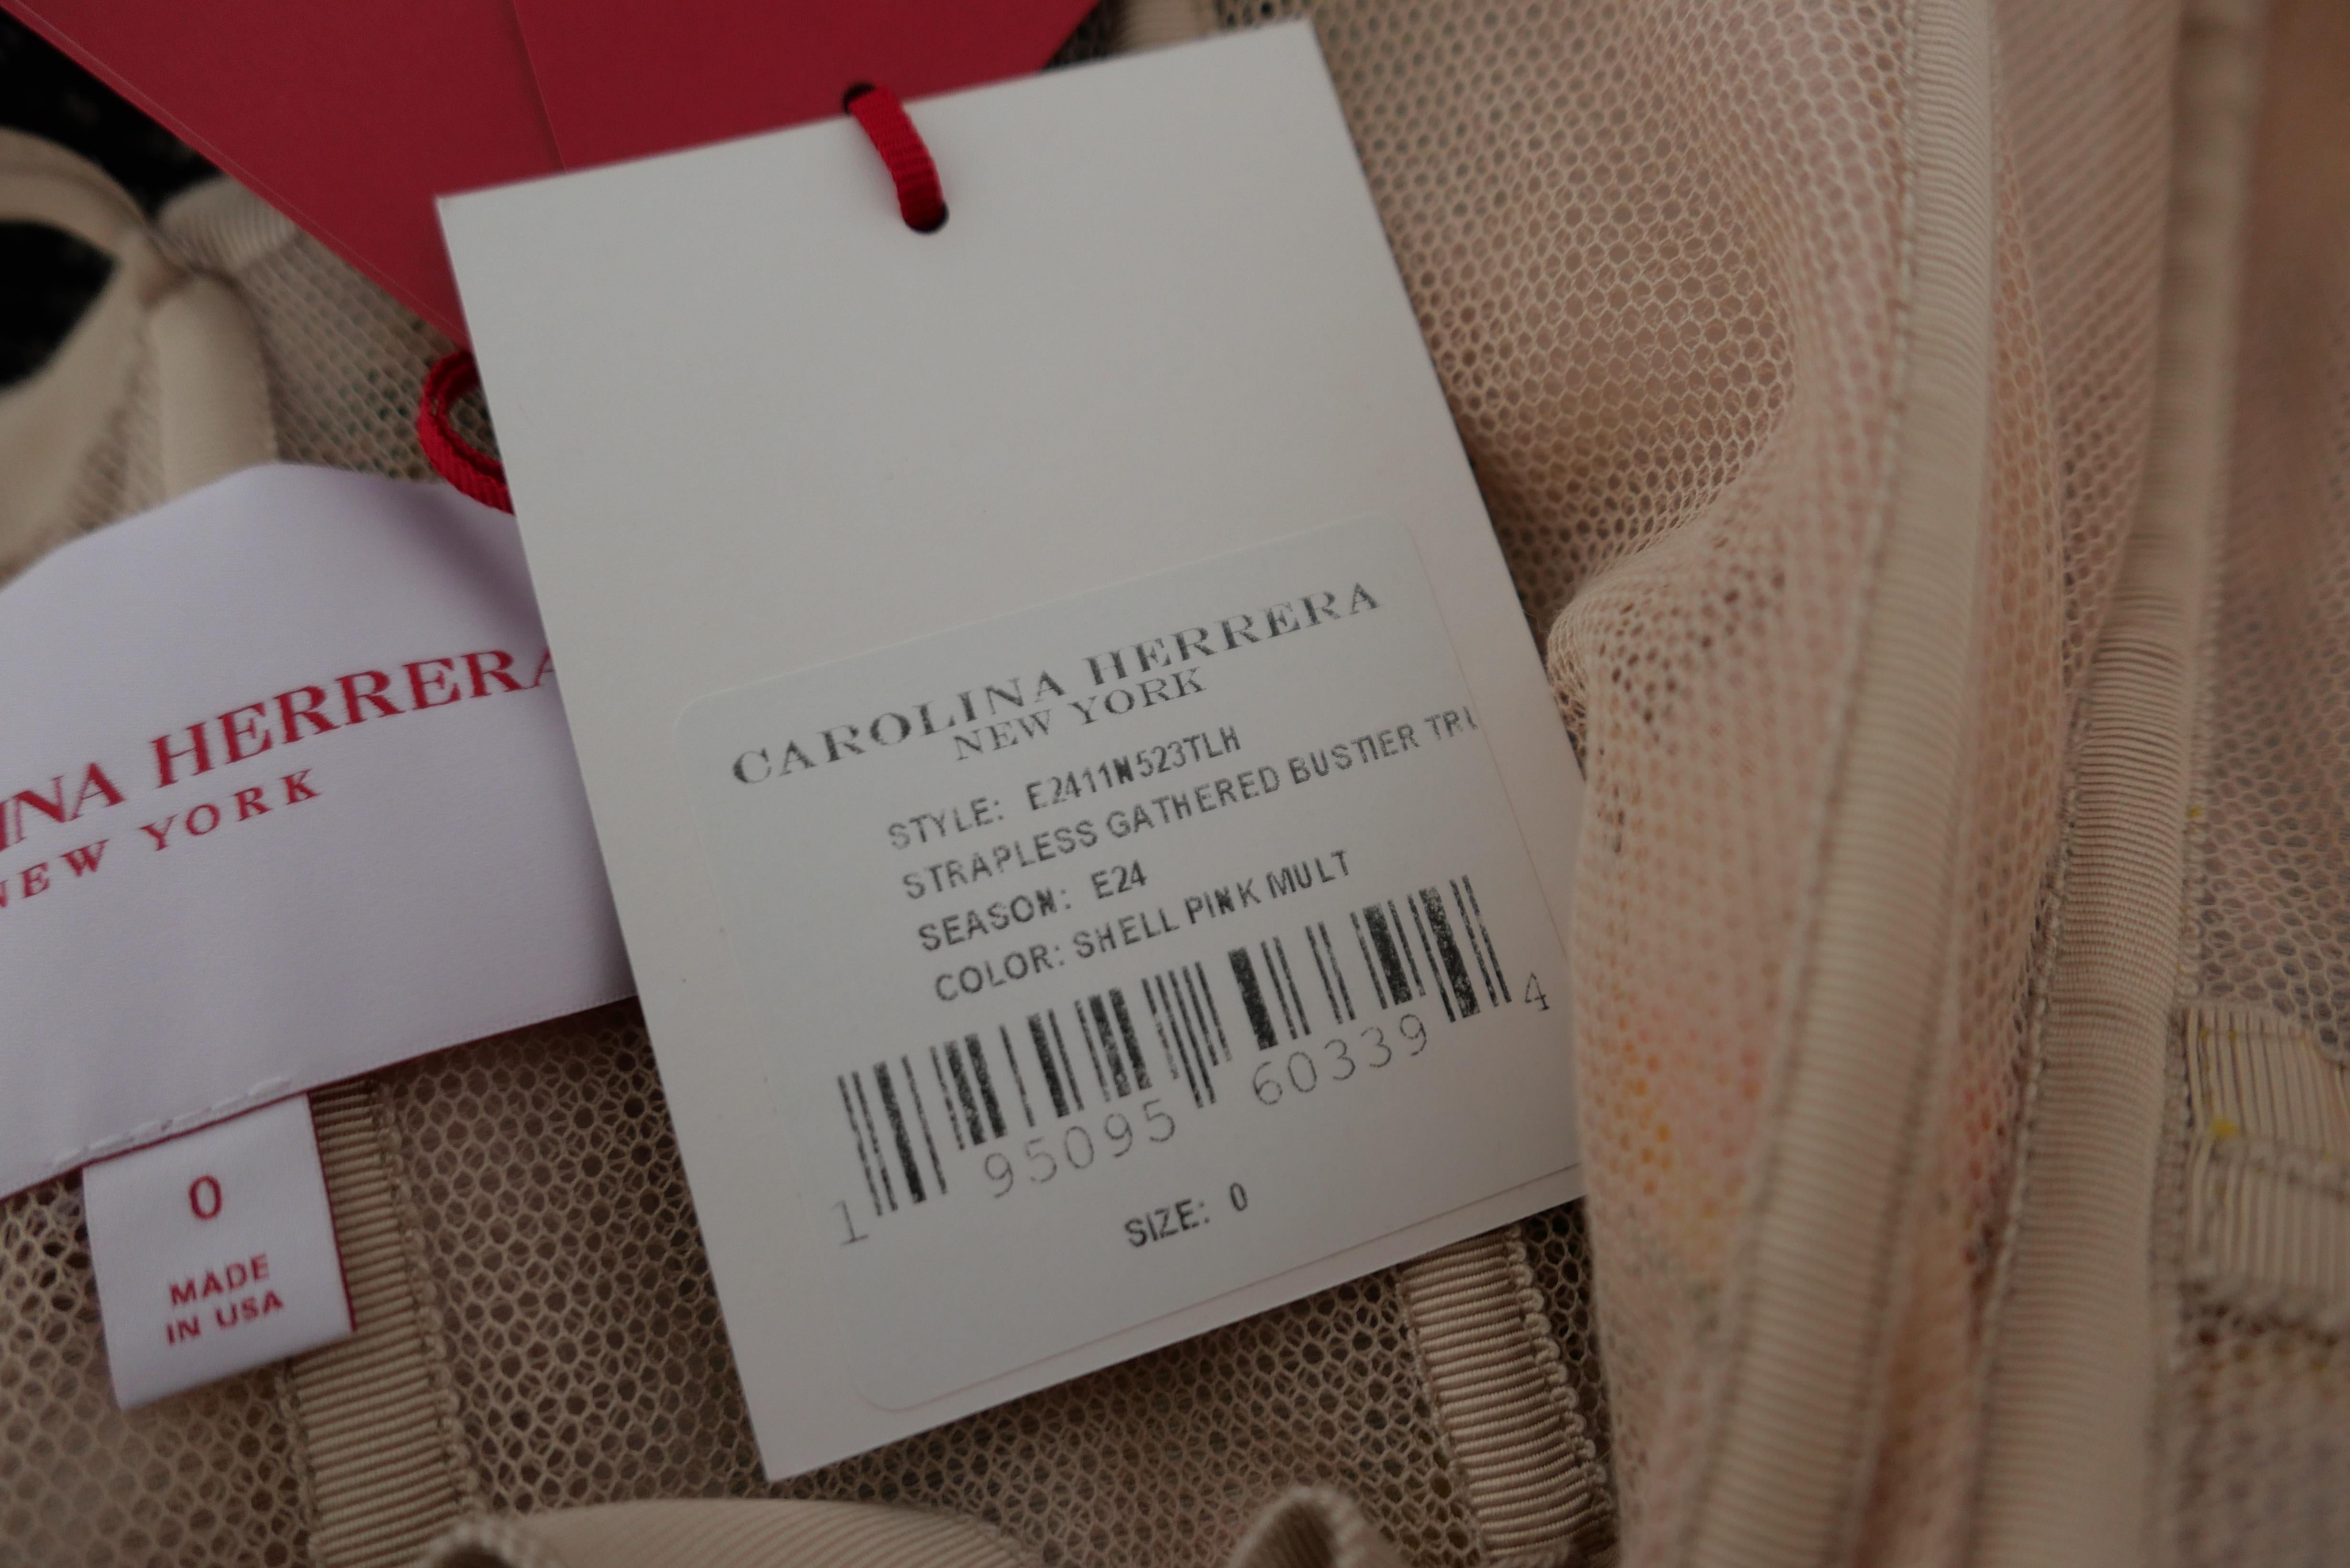 CAROLINA HERRERA
NEW YORK
STYLE: E2411N523TLH
STRAPLESS GATHERED BUSTIER TRU
SEASON: E24
COLOR: SHELL PINK MULT
1 95095 60339 4
SIZE: 0
INA HERRERA
NEW YORK
0
MADE
IN USA